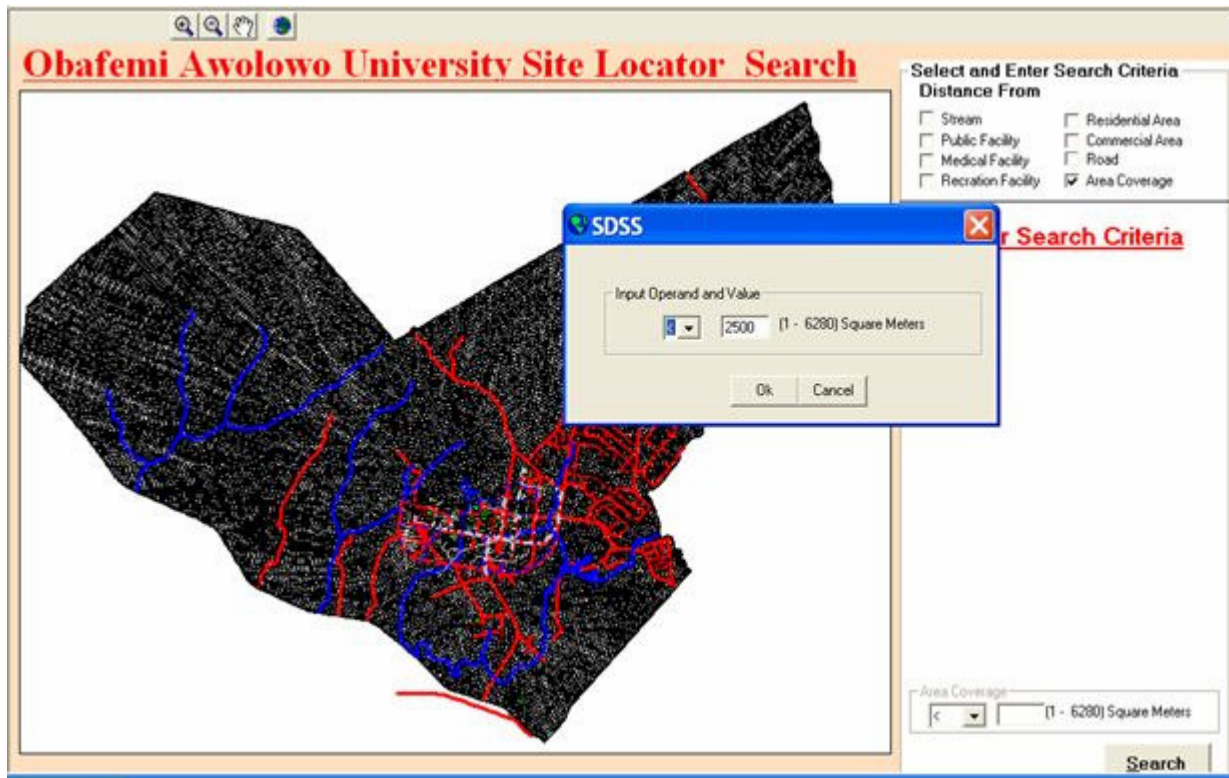 Obafemi Awolowo University Site Locator Search
Select and Enter Search Criteria
Distance From
Stream
Residential Area
Public Facility
Commercial Area
Medical Facility
Road
Recration Facility
Area Coverage
SDSS
r Search Criteria
Input Operand and Value
< 2500 (1 - 6280) Square Meters
Ok Cancel
Area Coverage
< (1 - 6280) Square Meters
Search